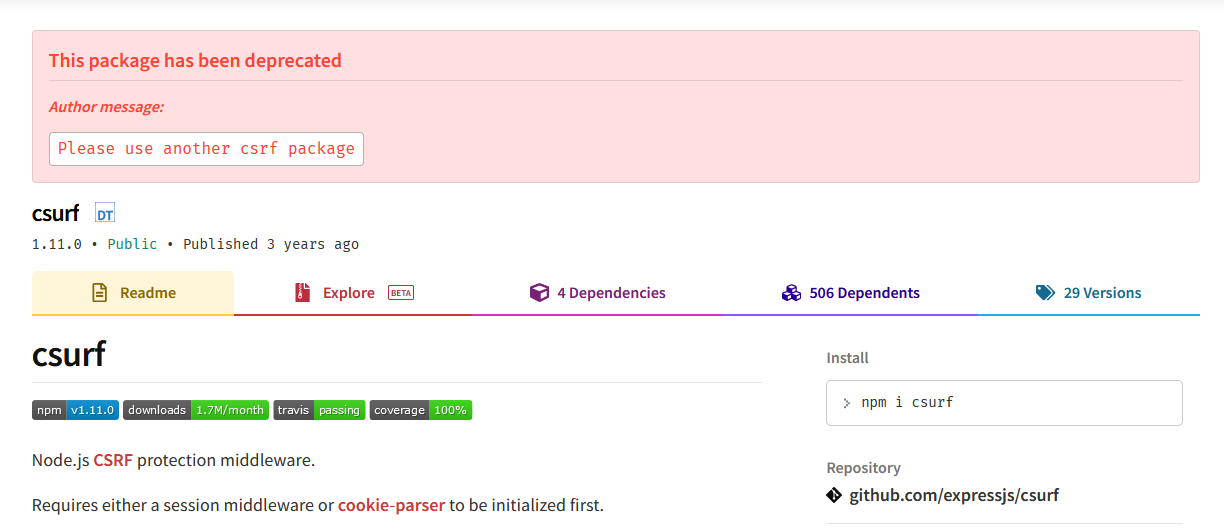 This package has been deprecated
Author message:
Please use another csrf package
csurf DT
1.11.0 • Public • Published 3 years ago
Readme Explore BETA 4 Dependencies 506 Dependents 29 Versions
csurf
npm v1.11.0 downloads 1.7M/month travis passing coverage 100%
Node.js CSRF protection middleware.
Requires either a session middleware or cookie-parser to be initialized first.
Install
> npm i csurf
Repository
github.com/expressjs/csurf